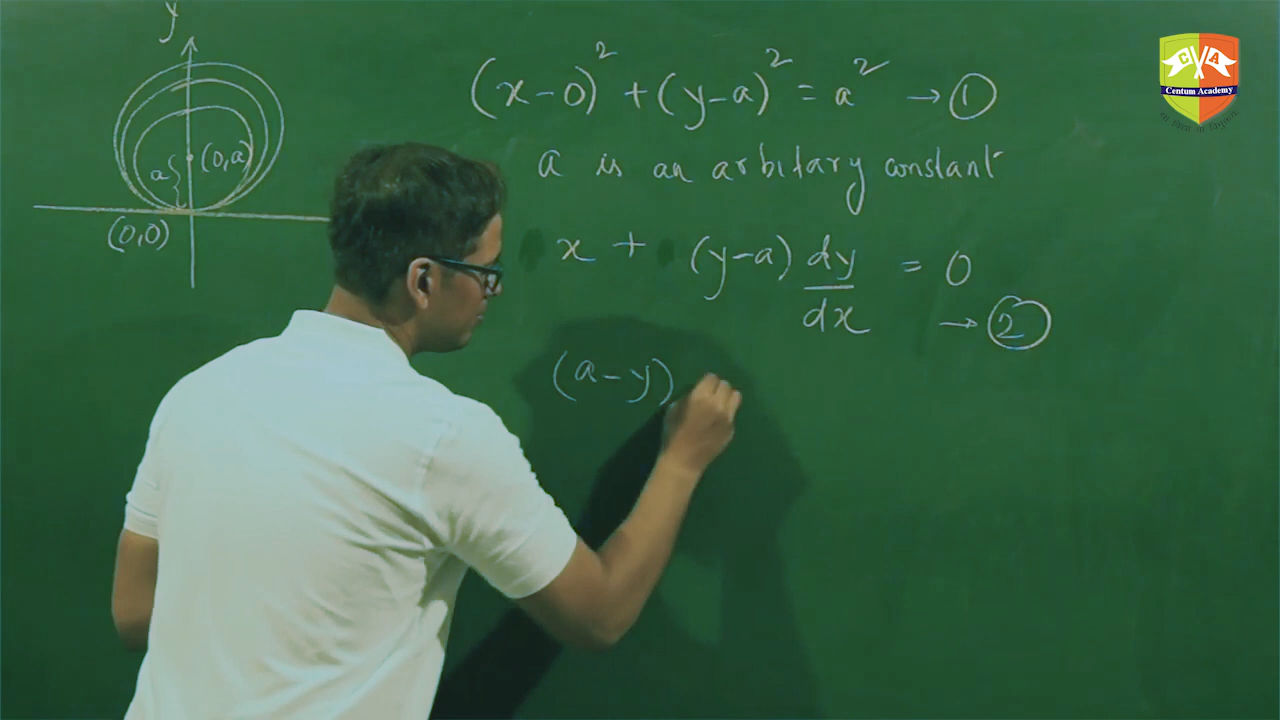 y
(x-0)² + (y-a)² = a² → ①
a is an arbitary constant
a (0,a)
(0,0)
x + (y-a) dy/dx = 0
→ ②
(a-y)
C A
Centum Academy